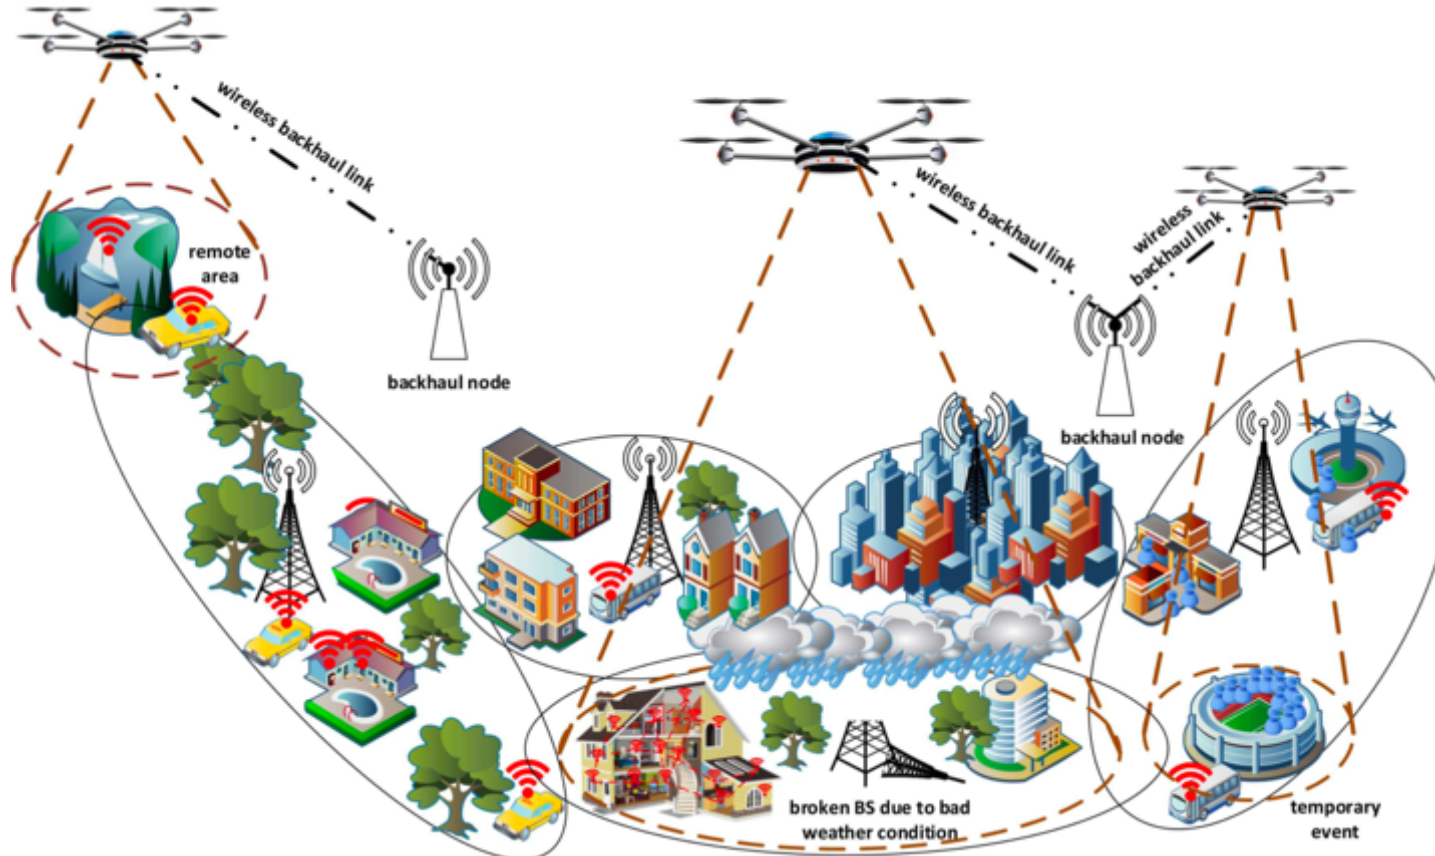 wireless backhaul link
wireless backhaul link
wireless
backhaul link
remote
area
backhaul node
backhaul node
broken BS due to bad
weather condition
temporary
event